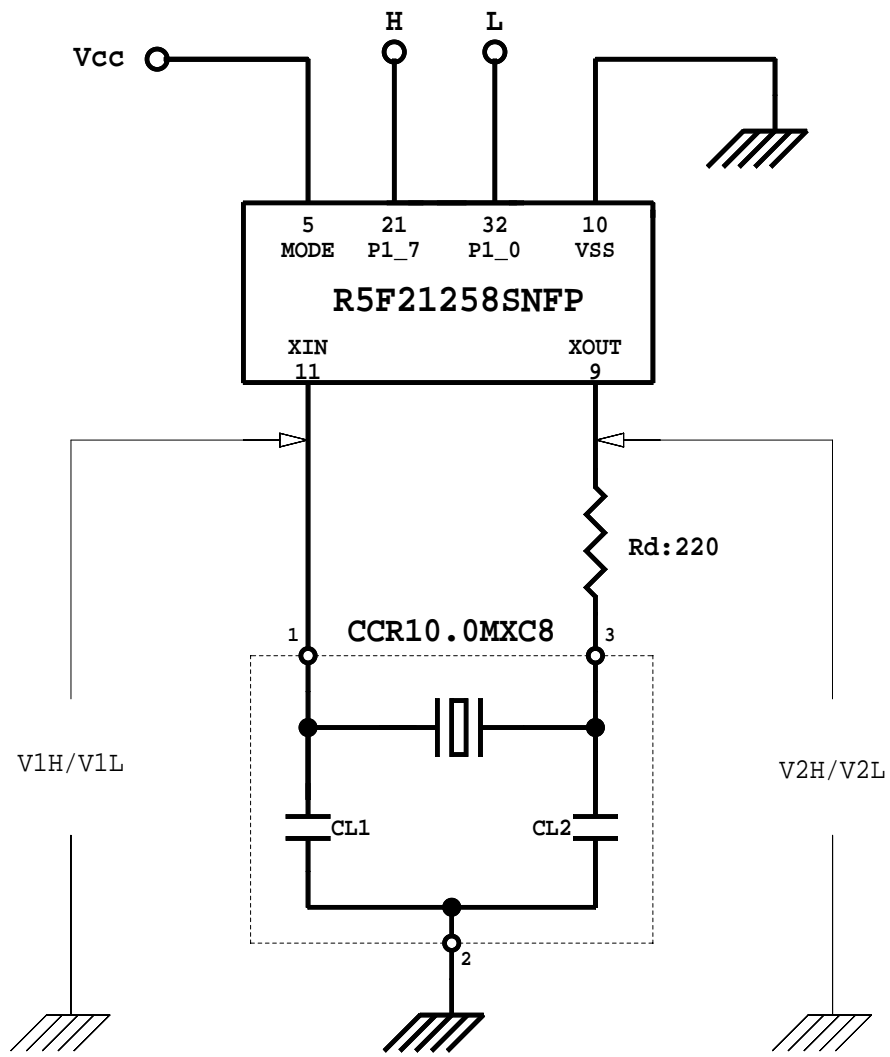 H
L
Vcc
5
21
32
10
MODE
P1_7
P1_0
VSS
R5F21258SNFP
XIN
XOUT
11
9
Rd:220
1
CCR10.0MXC8
3
V1H/V1L
V2H/V2L
CL1
CL2
2